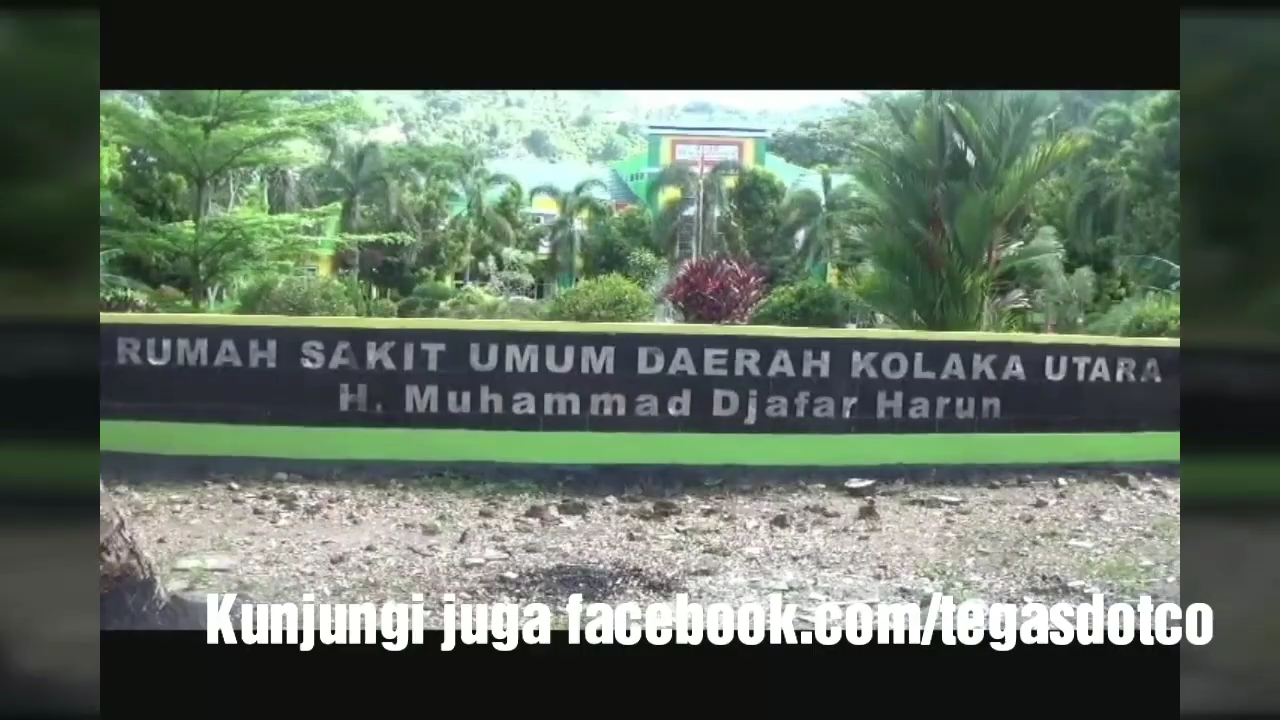 RUMAH SAKIT UMUM DAERAH KOLAKA UTARA
H. Muhammad Djafar Harun
Kunjungi juga facebook.com/tegasdotco